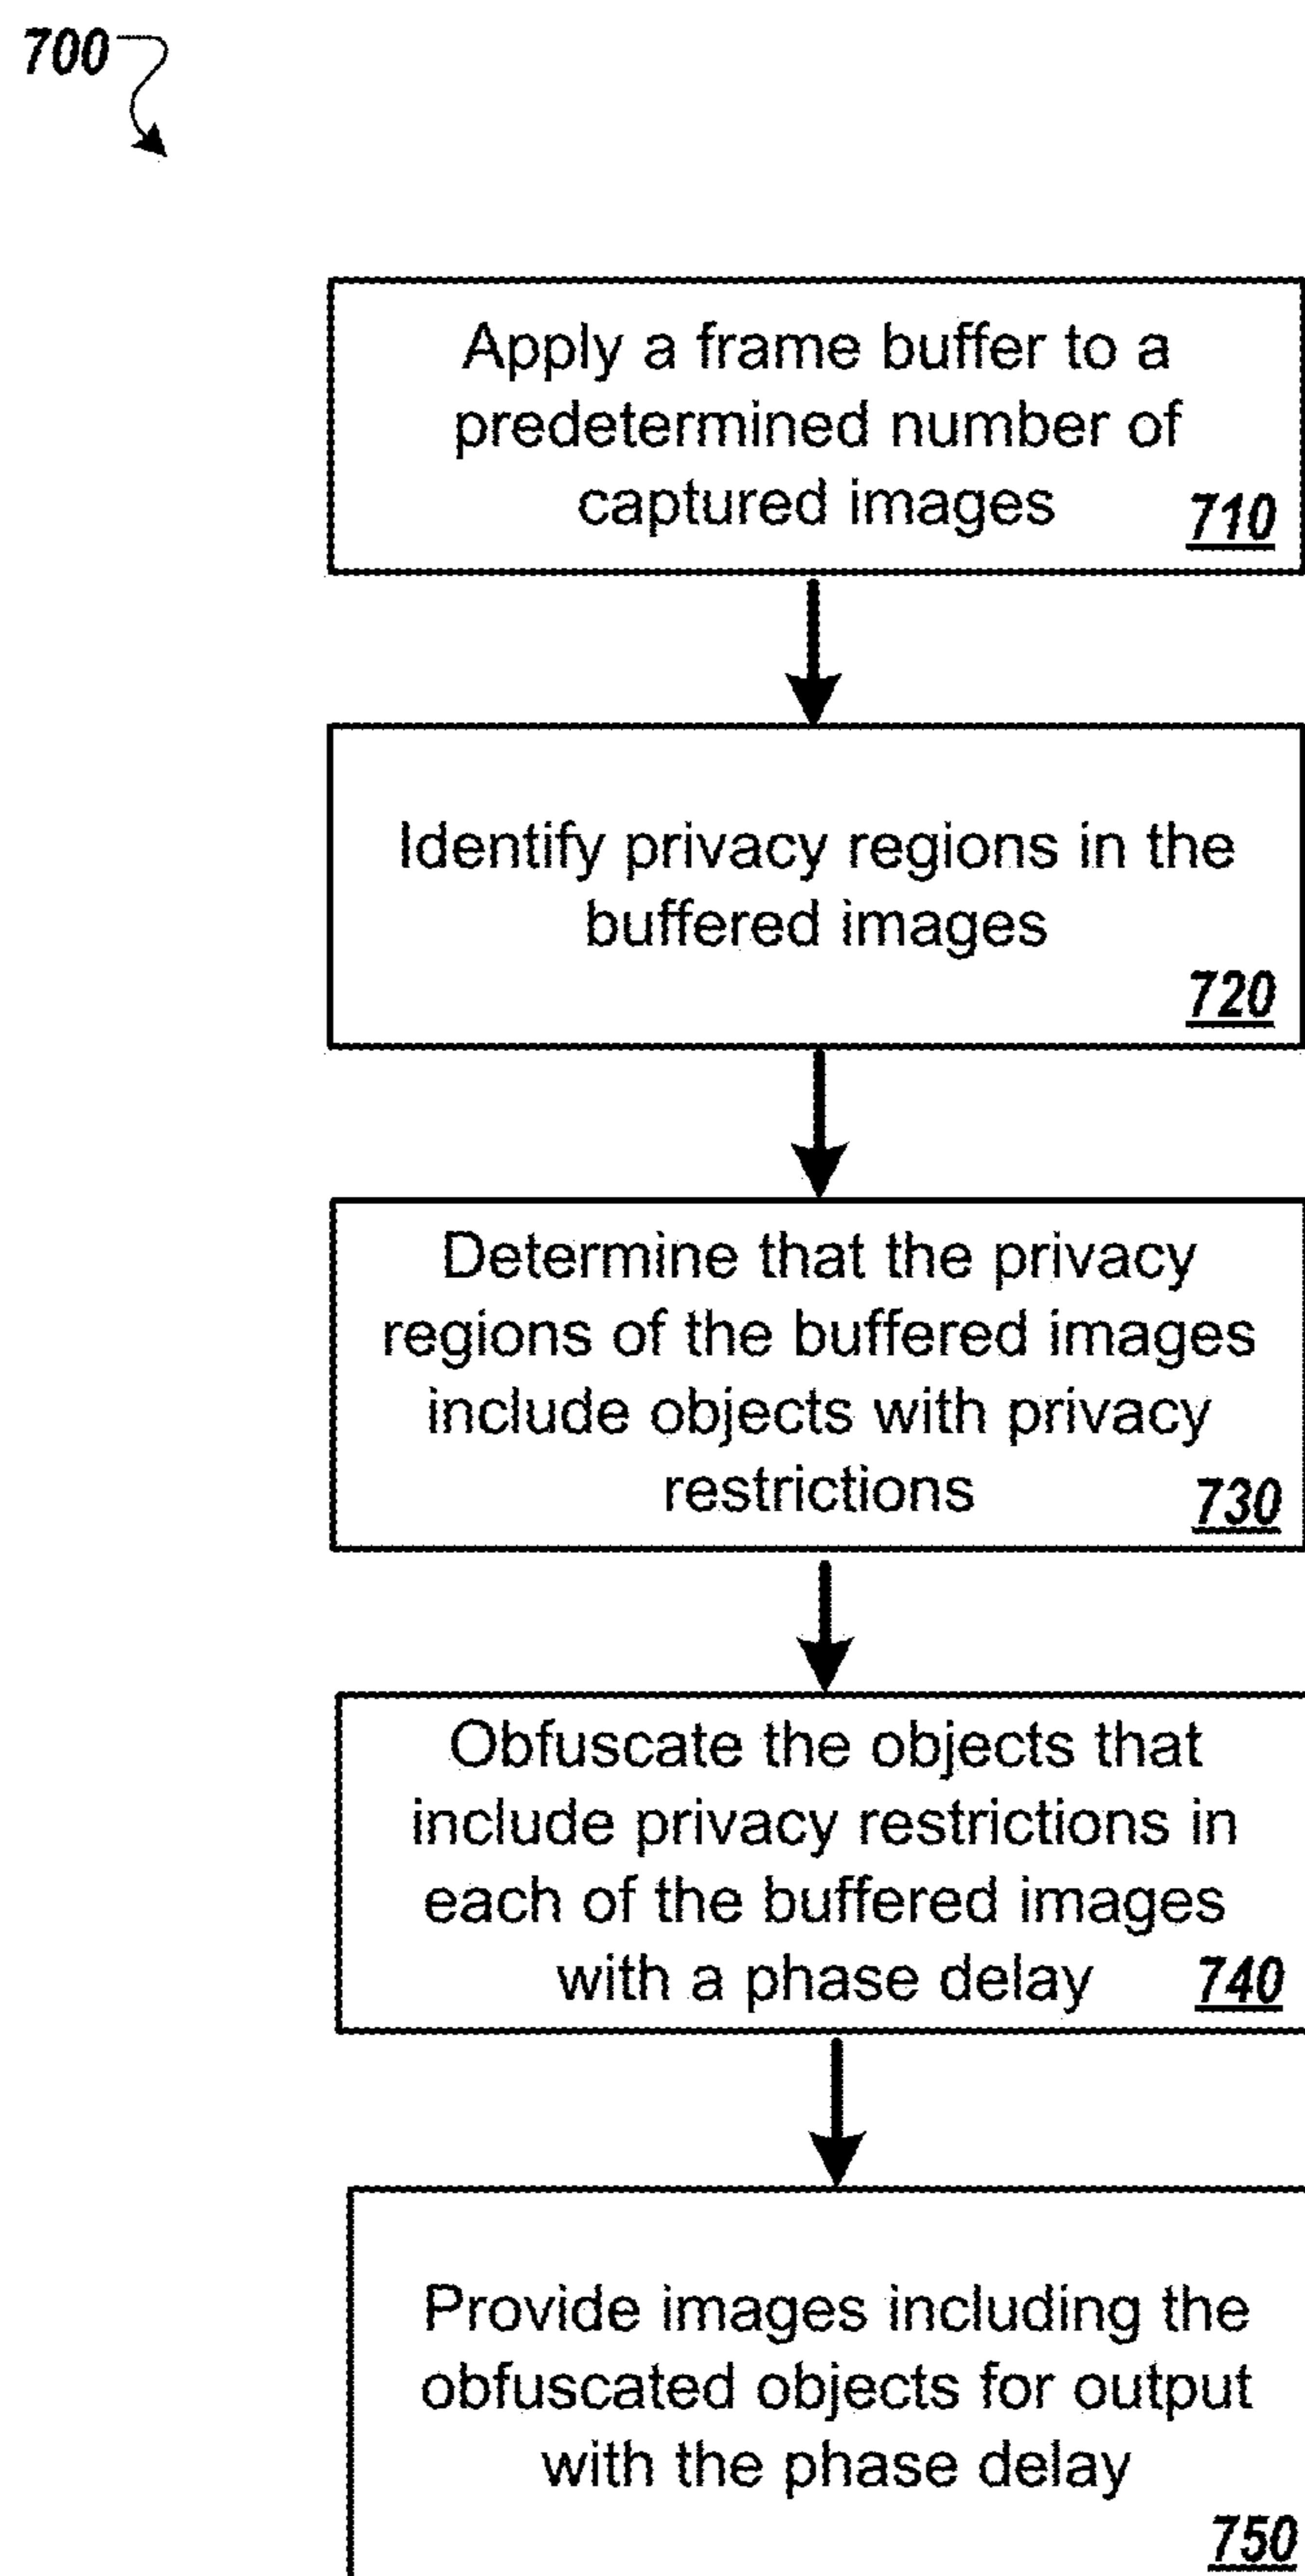 700
Apply a frame buffer to a
predetermined number of
captured images
710
Identify privacy regions in the
buffered images
720
Determine that the privacy
regions of the buffered images
include objects with privacy
restrictions
730
Obfuscate the objects that
include privacy restrictions in
each of the buffered images
with a phase delay
740
Provide images including the
obfuscated objects for output
with the phase delay
750